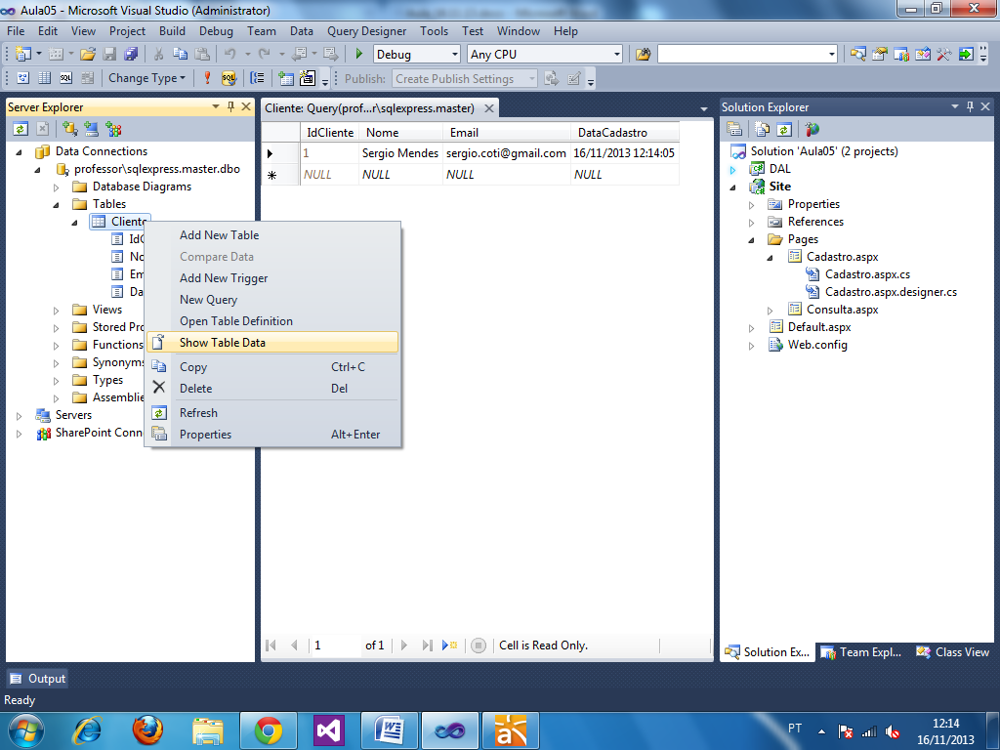 Aula05 - Microsoft Visual Studio (Administrator)
File Edit View Project Build Debug Team Data Query Designer Tools Test Window Help
Debug Any CPU
SQL Change Type SQL Publish: Create Publish Settings
Server Explorer
Data Connections
professor\sqlexpress.master.dbo
Database Diagrams
Tables
Cliente
Views
Stored Pro
Functions
Synonyms
Types
Assemblie
Servers
SharePoint Conn
Add New Table
Compare Data
Add New Trigger
New Query
Open Table Definition
Show Table Data
Copy Ctrl+C
Delete Del
Refresh
Properties Alt+Enter
Cliente: Query(prof...r\sqlexpress.master)
IdCliente Nome Email DataCadastro
1 Sergio Mendes sergio.coti@gmail.com 16/11/2013 12:14:05
NULL NULL NULL NULL
1 of 1 Cell is Read Only.
Solution Explorer
Solution 'Aula05' (2 projects)
DAL
Site
Properties
References
Pages
Cadastro.aspx
Cadastro.aspx.cs
Cadastro.aspx.designer.cs
Consulta.aspx
Default.aspx
Web.config
Solution Ex... Team Expl... Class View
Output
Ready
PT 12:14
16/11/2013